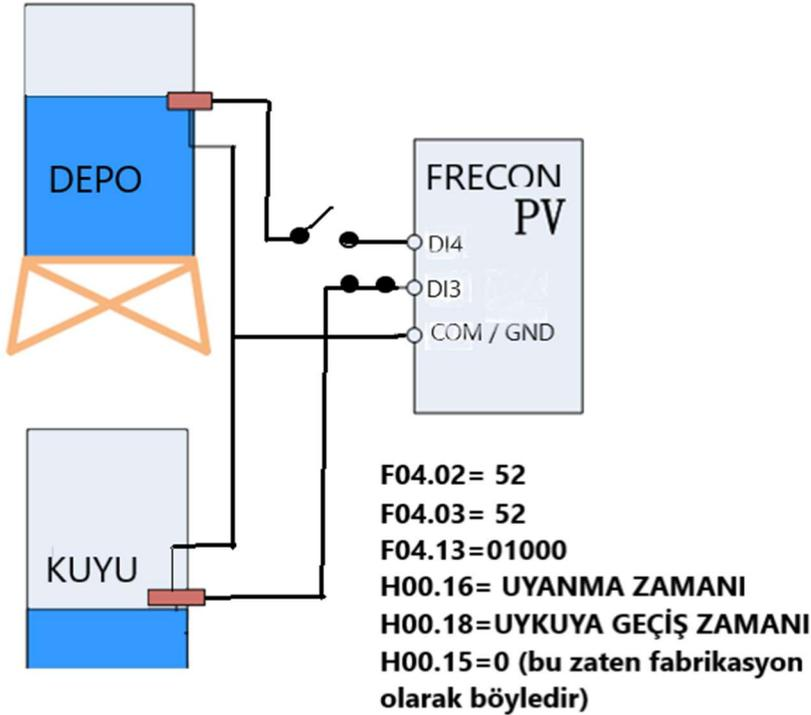 DEPO
FRECON
PV
DI4
DI3
COM / GND
KUYU
F04.02= 52
F04.03= 52
F04.13=01000
H00.16= UYANMA ZAMANI
H00.18=UYKUYA GEÇİŞ ZAMANI
H00.15=0 (bu zaten fabrikasyon
olarak böyledir)